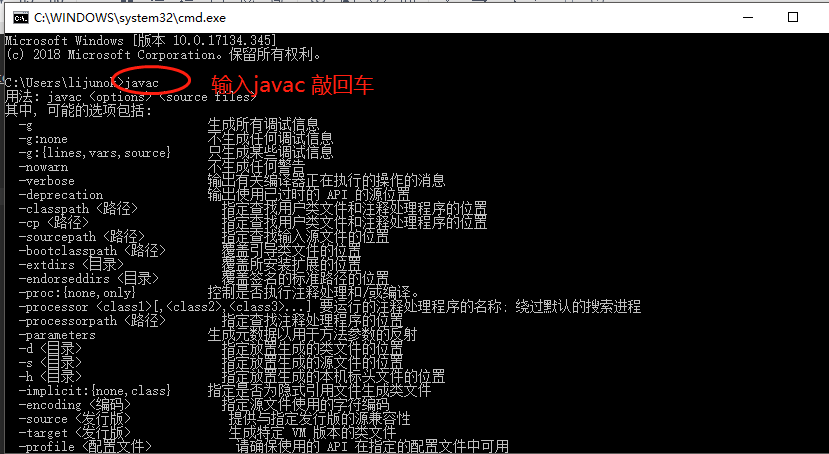 C:\WINDOWS\system32\cmd.exe
Microsoft Windows [版本 10.0.17134.345]
(c) 2018 Microsoft Corporation。保留所有权利。
C:\Users\lijunok>javac
输入javac 敲回车
用法: javac <options> <source files>
其中, 可能的选项包括:
-g 生成所有调试信息
-g:none 不生成任何调试信息
-g:{lines,vars,source} 只生成某些调试信息
-nowarn 不生成任何警告
-verbose 输出有关编译器正在执行的操作的消息
-deprecation 输出使用已过时的 API 的源位置
-classpath <路径> 指定查找用户类文件和注释处理程序的位置
-cp <路径> 指定查找用户类文件和注释处理程序的位置
-sourcepath <路径> 指定查找输入源文件的位置
-bootclasspath <路径> 覆盖引导类文件的位置
-extdirs <目录> 覆盖所安装扩展的位置
-endorseddirs <目录> 覆盖签名的标准路径的位置
-proc:{none,only} 控制是否执行注释处理和/或编译。
-processor <class1>[,<class2>,<class3>...] 要运行的注释处理程序的名称; 绕过默认的搜索进程
-processorpath <路径> 指定查找注释处理程序的位置
-parameters 生成元数据以用于方法参数的反射
-d <目录> 指定放置生成的类文件的位置
-s <目录> 指定放置生成的源文件的位置
-h <目录> 指定放置生成的本机标头文件的位置
-implicit:{none,class} 指定是否为隐式引用文件生成类文件
-encoding <编码> 指定源文件使用的字符编码
-source <发行版> 提供与指定发行版的源兼容性
-target <发行版> 生成特定 VM 版本的类文件
-profile <配置文件> 请确保使用的 API 在指定的配置文件中可用